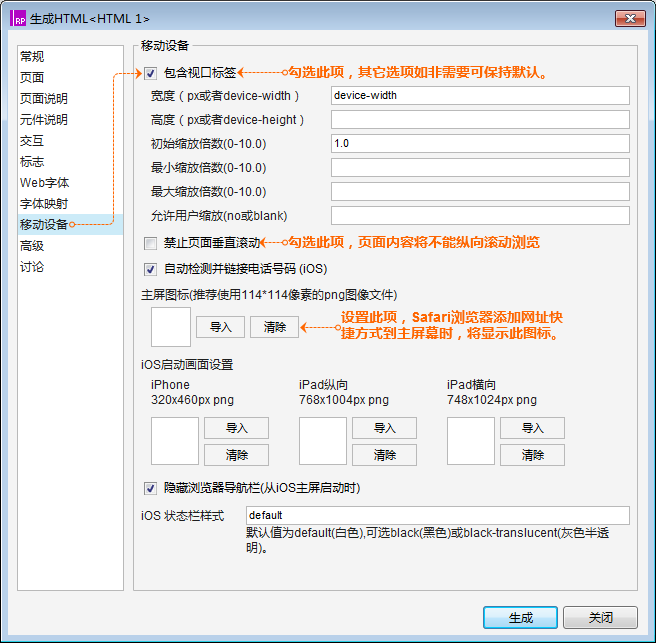 RP 生成HTML<HTML 1>
常规
页面
页面说明
元件说明
交互
标志
Web字体
字体映射
移动设备
高级
讨论
移动设备
包含视口标签 勾选此项，其它选项如非需要可保持默认。
宽度（px或者device-width） device-width
高度（px或者device-height）
初始缩放倍数(0-10.0) 1.0
最小缩放倍数(0-10.0)
最大缩放倍数(0-10.0)
允许用户缩放(no或blank)
禁止页面垂直滚动 勾选此项，页面内容将不能纵向滚动浏览
自动检测并链接电话号码 (iOS)
主屏图标(推荐使用114*114像素的png图像文件)
导入 清除 设置此项，Safari浏览器添加网址快
捷方式到主屏幕时，将显示此图标。
iOS启动画面设置
iPhone iPad纵向 iPad横向
320x460px png 768x1004px png 748x1024px png
导入 导入 导入
清除 清除 清除
隐藏浏览器导航栏(从iOS主屏启动时)
iOS 状态栏样式 default
默认值为default(白色),可选black(黑色)或black-translucent(灰色半透
明)。
生成 关闭